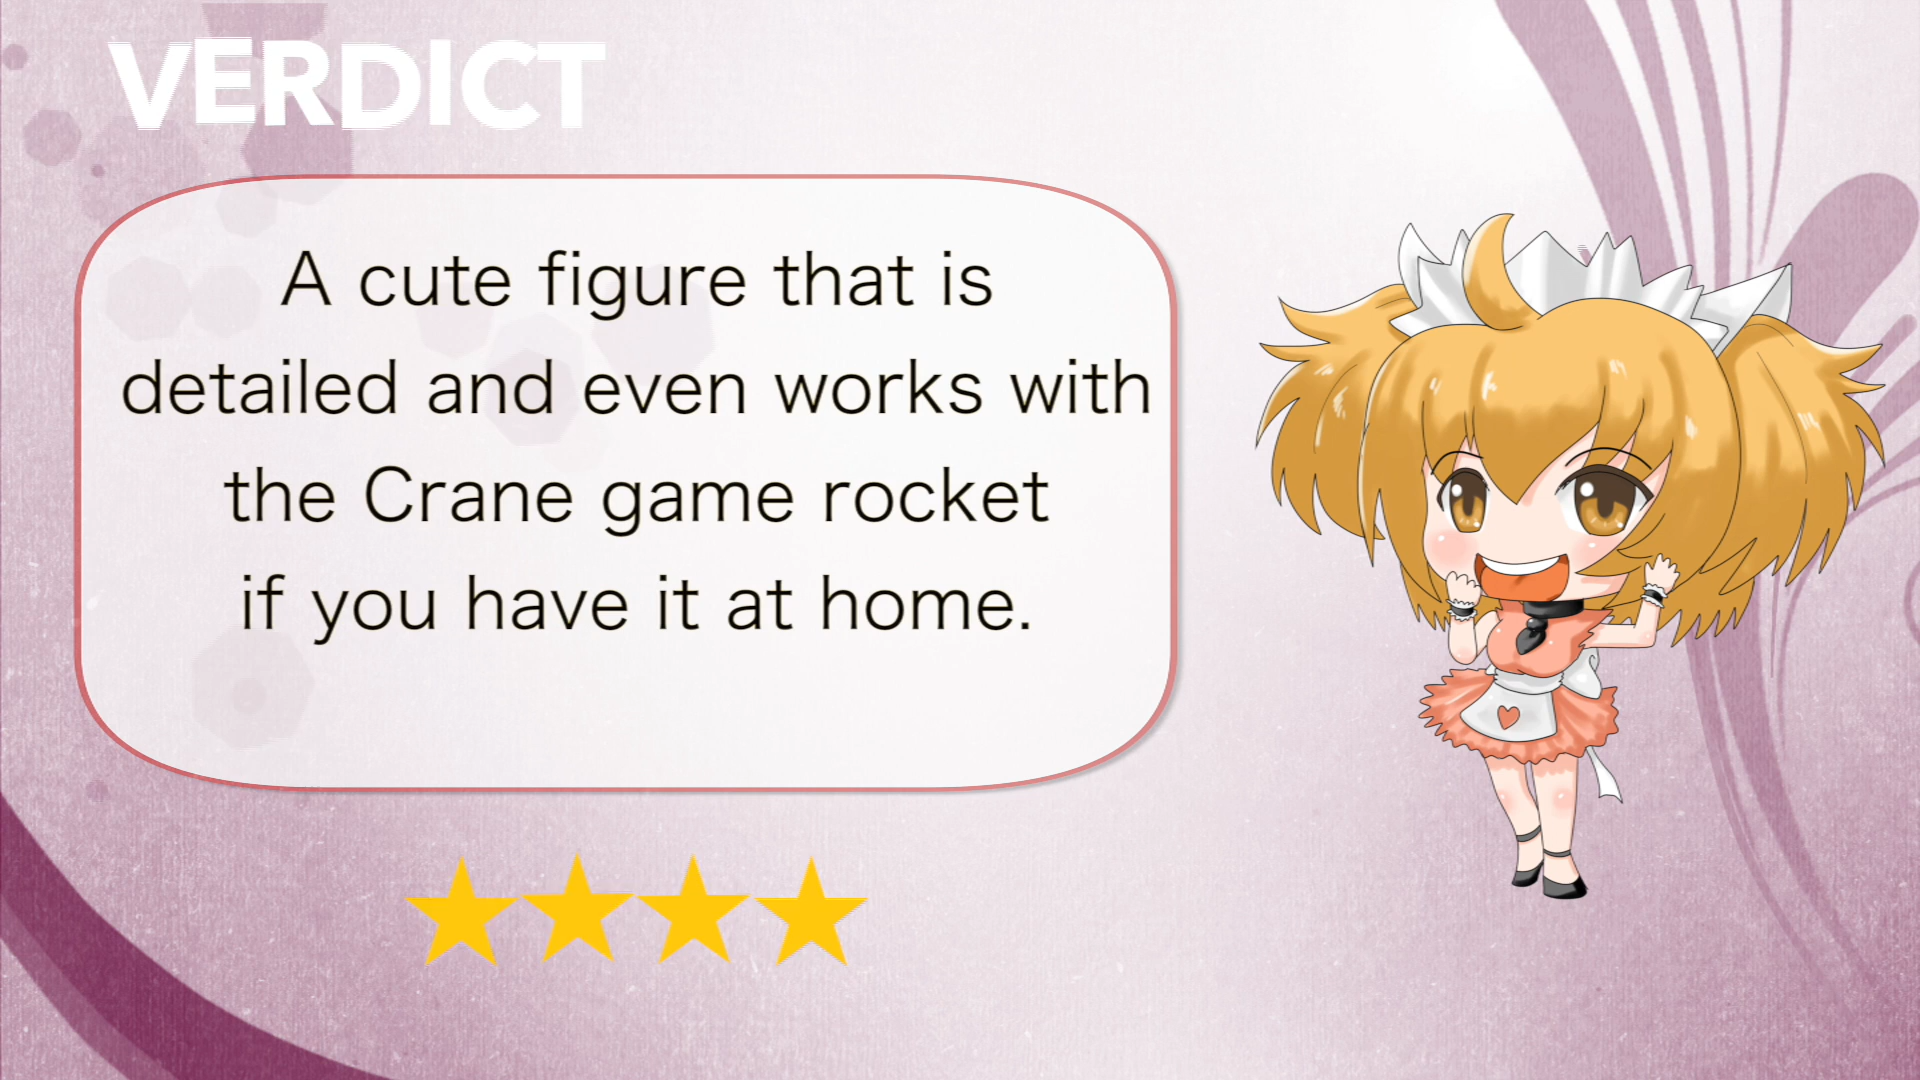 VERDICT
A cute figure that is
detailed and even works with
the Crane game rocket
if you have it at home.